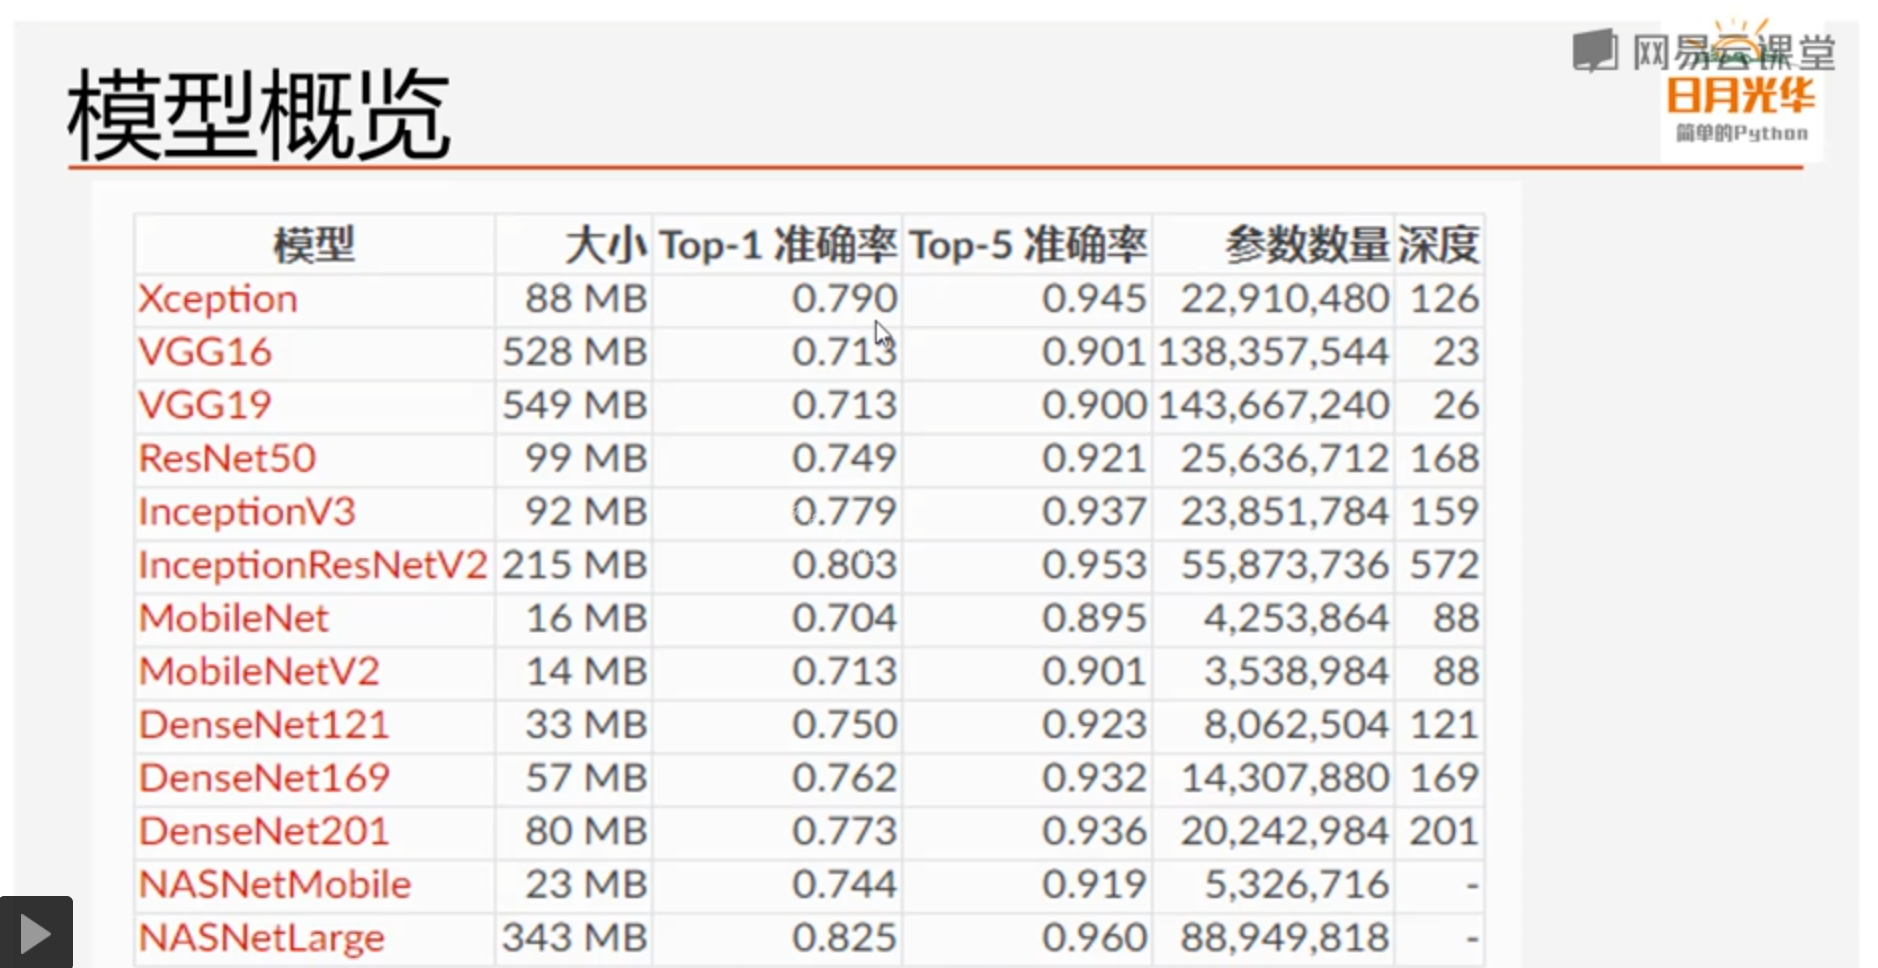 网易云课堂
日月光华
简单的Python
模型概览
模型 大小 Top-1 准确率 Top-5 准确率 参数数量 深度
Xception 88 MB 0.790 0.945 22,910,480 126
VGG16 528 MB 0.713 0.901 138,357,544 23
VGG19 549 MB 0.713 0.900 143,667,240 26
ResNet50 99 MB 0.749 0.921 25,636,712 168
InceptionV3 92 MB 0.779 0.937 23,851,784 159
InceptionResNetV2 215 MB 0.803 0.953 55,873,736 572
MobileNet 16 MB 0.704 0.895 4,253,864 88
MobileNetV2 14 MB 0.713 0.901 3,538,984 88
DenseNet121 33 MB 0.750 0.923 8,062,504 121
DenseNet169 57 MB 0.762 0.932 14,307,880 169
DenseNet201 80 MB 0.773 0.936 20,242,984 201
NASNetMobile 23 MB 0.744 0.919 5,326,716 -
NASNetLarge 343 MB 0.825 0.960 88,949,818 -